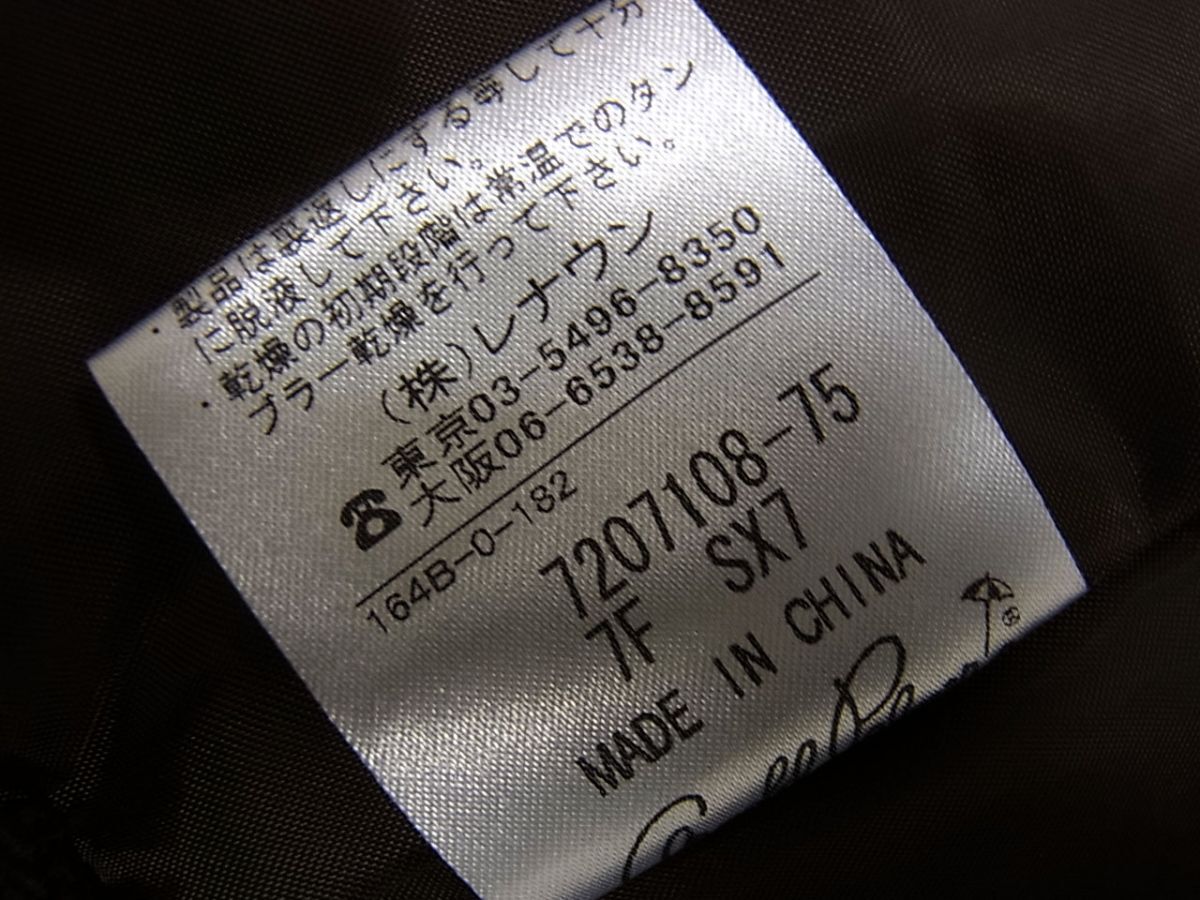 ・製品は裏返しにする等して十分
に脱液して下さい。
・乾燥の初期段階は常温でのタン
ブラー乾燥を行って下さい。
(株)レナウン
☎ 東京03-5496-8350
大阪06-6538-8591
164B-0-182
7207108-75
7F SX7
MADE IN CHINA
®